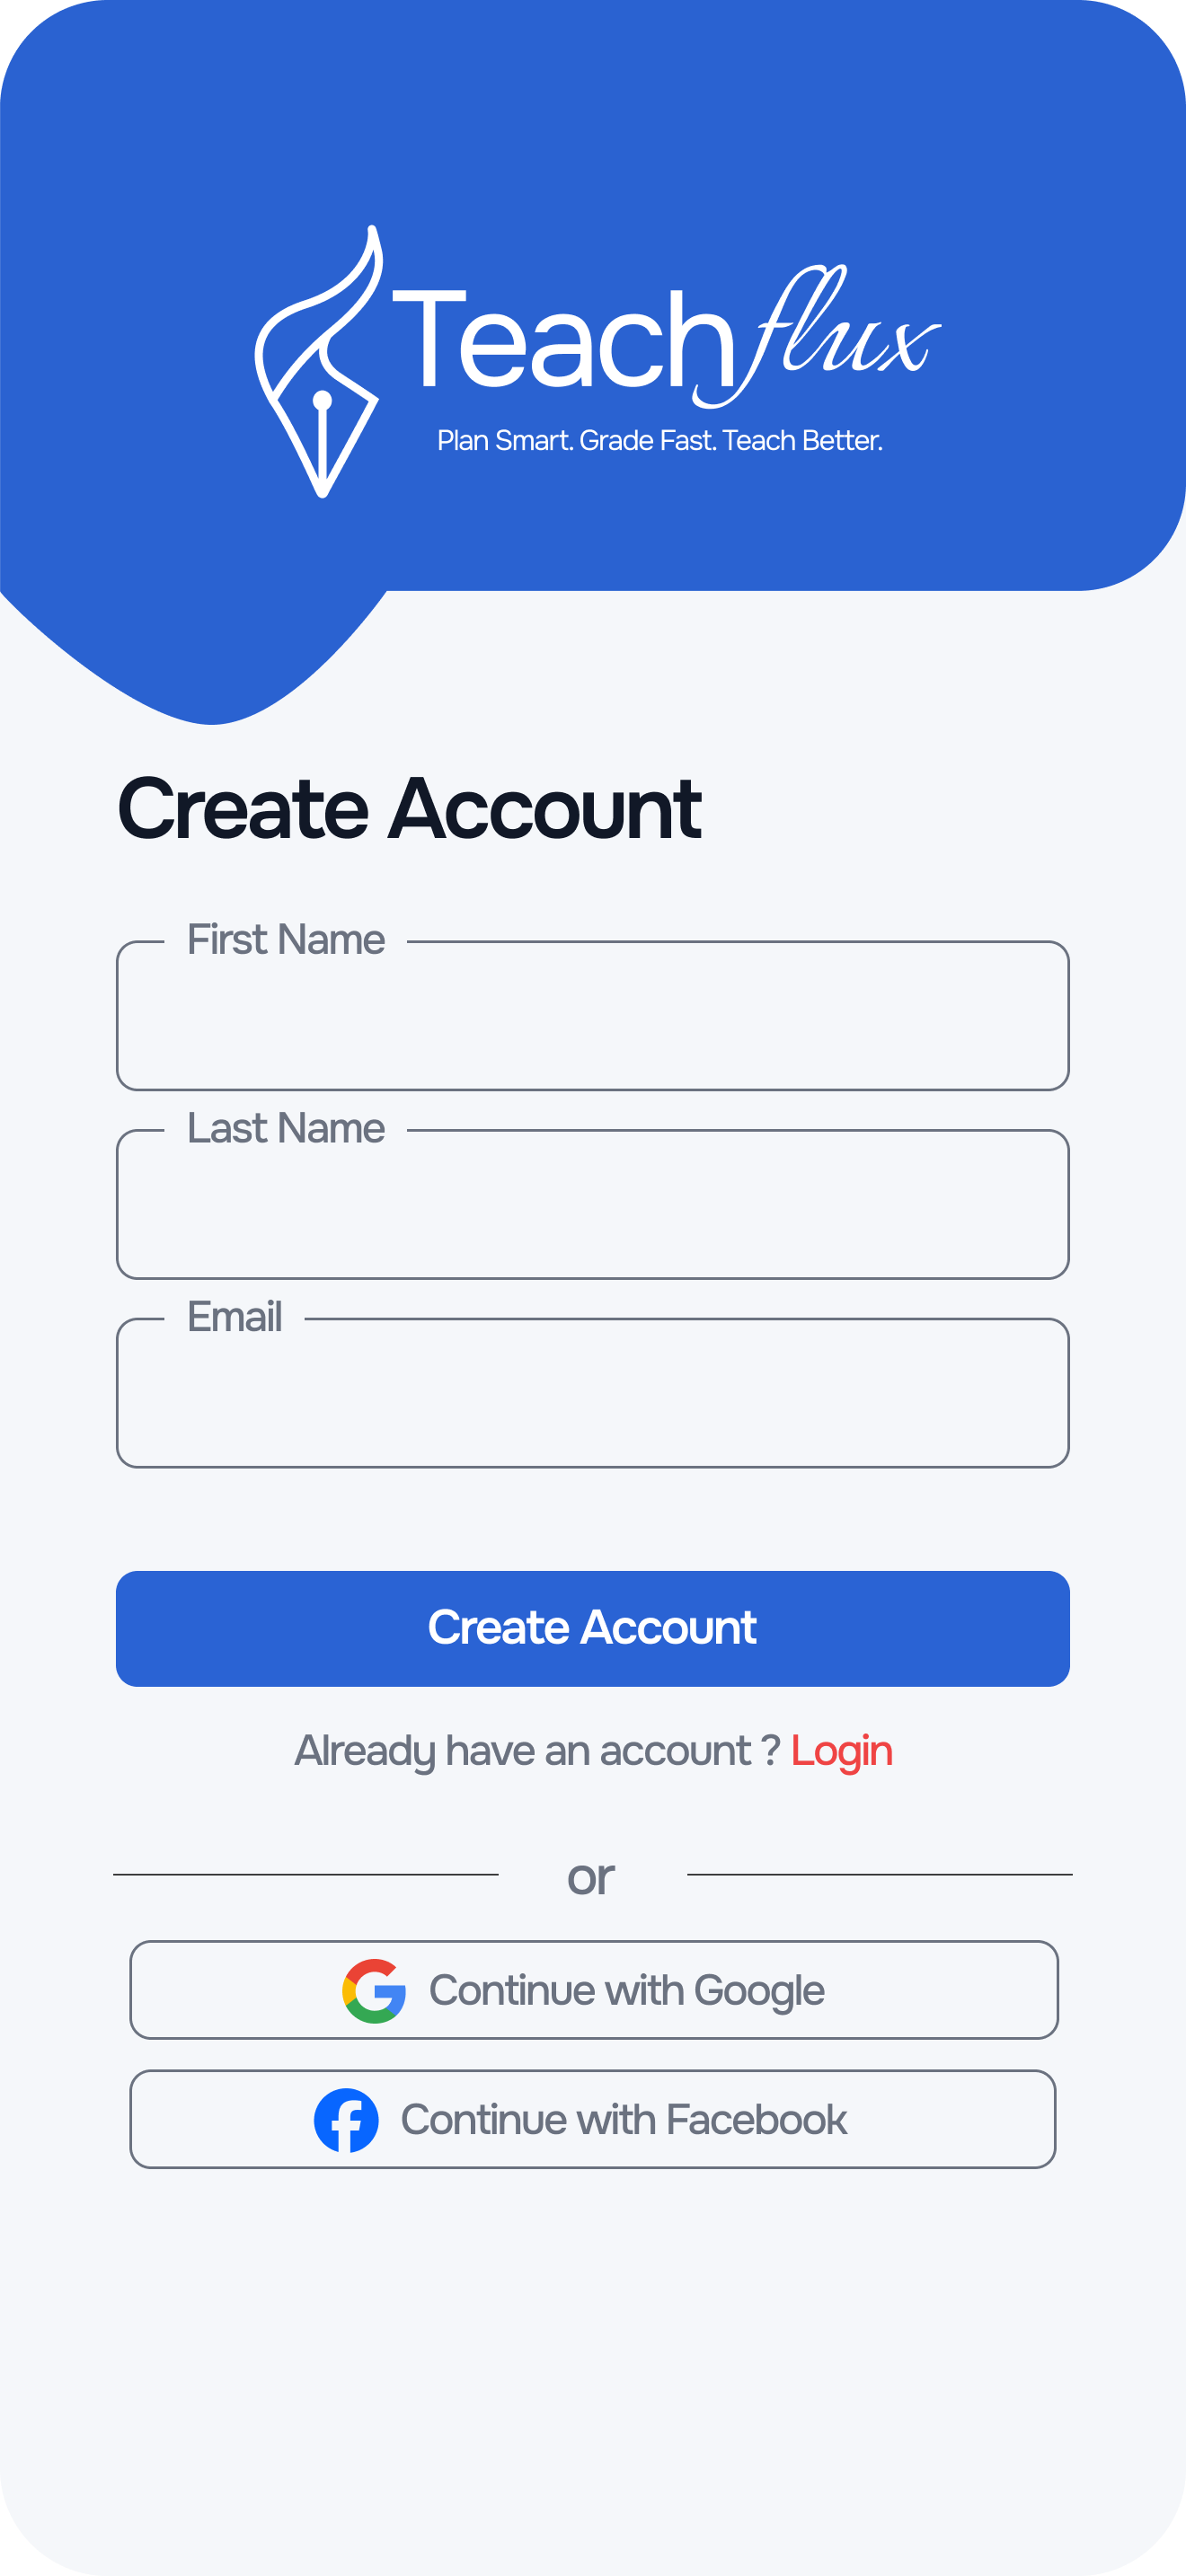 Teachflux
Plan Smart. Grade Fast. Teach Better.
Create Account
First Name
Last Name
Email
Create Account
Already have an account ? Login
or
Continue with Google
Continue with Facebook